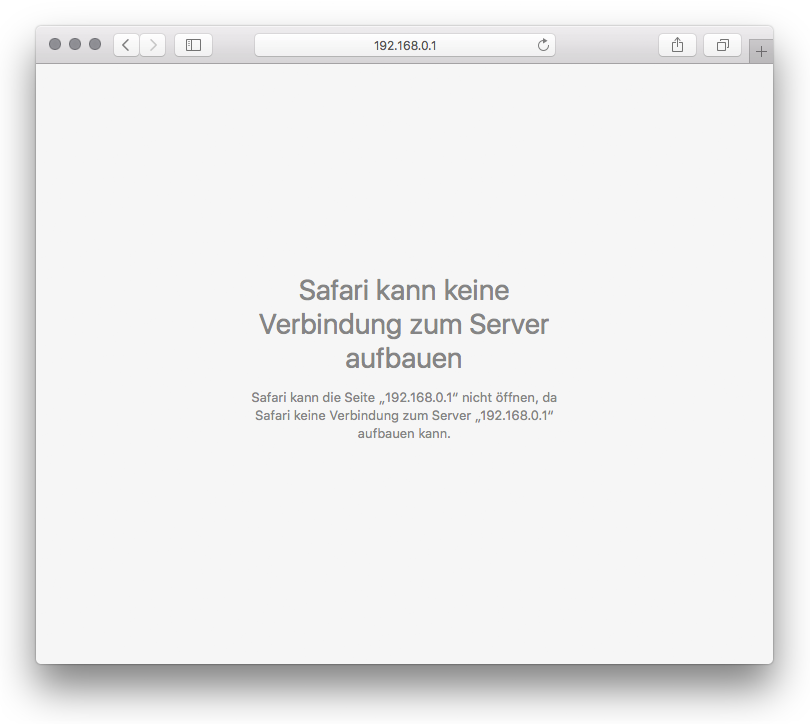 192.168.0.1
Safari kann keine
Verbindung zum Server
aufbauen
Safari kann die Seite „192.168.0.1“ nicht öffnen, da
Safari keine Verbindung zum Server „192.168.0.1“
aufbauen kann.